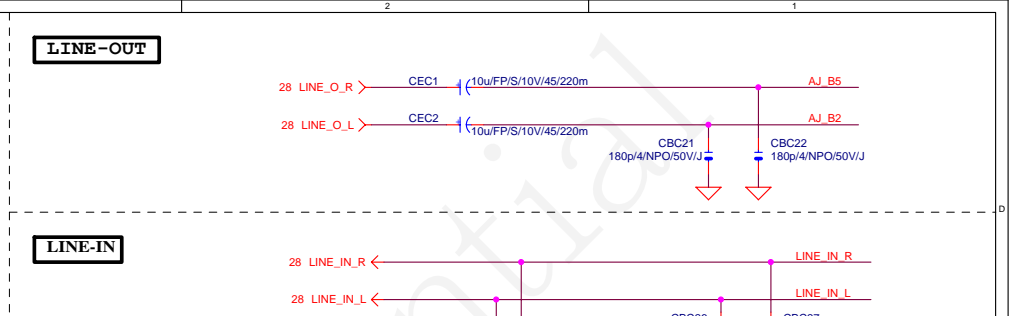 2
1
LINE-OUT
28 LINE_O_R
CEC1
10u/FP/S/10V/45/220m
AJ_B5
28 LINE_O_L
CEC2
10u/FP/S/10V/45/220m
AJ_B2
CBC21
180p/4/NPO/50V/J
CBC22
180p/4/NPO/50V/J
D
LINE-IN
28 LINE_IN_R
LINE_IN_R
28 LINE_IN_L
LINE_IN_L
ntial